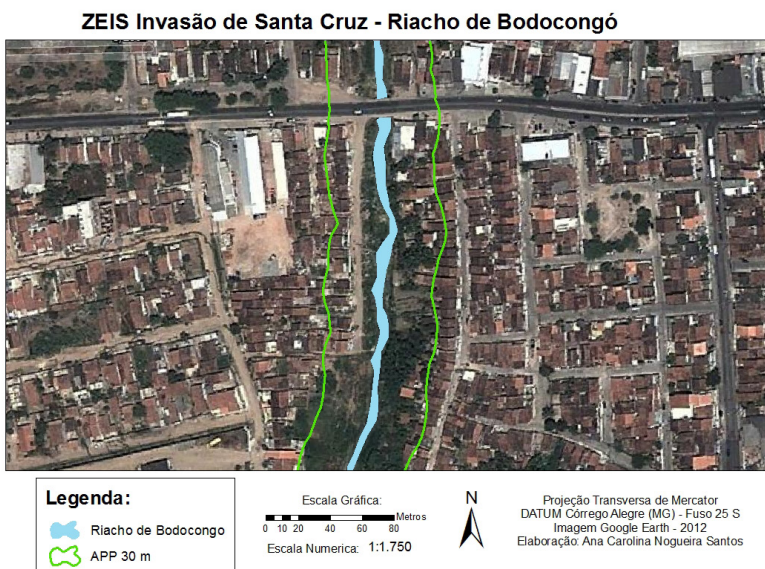 ZEIS Invasão de Santa Cruz - Riacho de Bodocongó
Legenda:
Riacho de Bodocongo
APP 30 m
Escala Gráfica:
Metros
0 10 20 40 60 80
Escala Numerica: 1:1.750
N
Projeção Transversa de Mercator
DATUM Córrego Alegre (MG) - Fuso 25 S
Imagem Google Earth - 2012
Elaboração: Ana Carolina Nogueira Santos